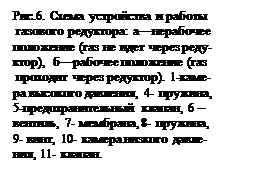 Рис.6. Схема устройства и работы
газового редуктора: а—нерабочее
положение (газ не идет через реду-
ктор), б—рабочее положение (газ
проходит через редуктор). 1-каме-
ра высокого давления, 4- пружина,
5-предохранительный клапан, 6 –
вентиль, 7- мембрана, 8- пружина,
9- винт, 10- камера низкого давле-
ния, 11- клапан.